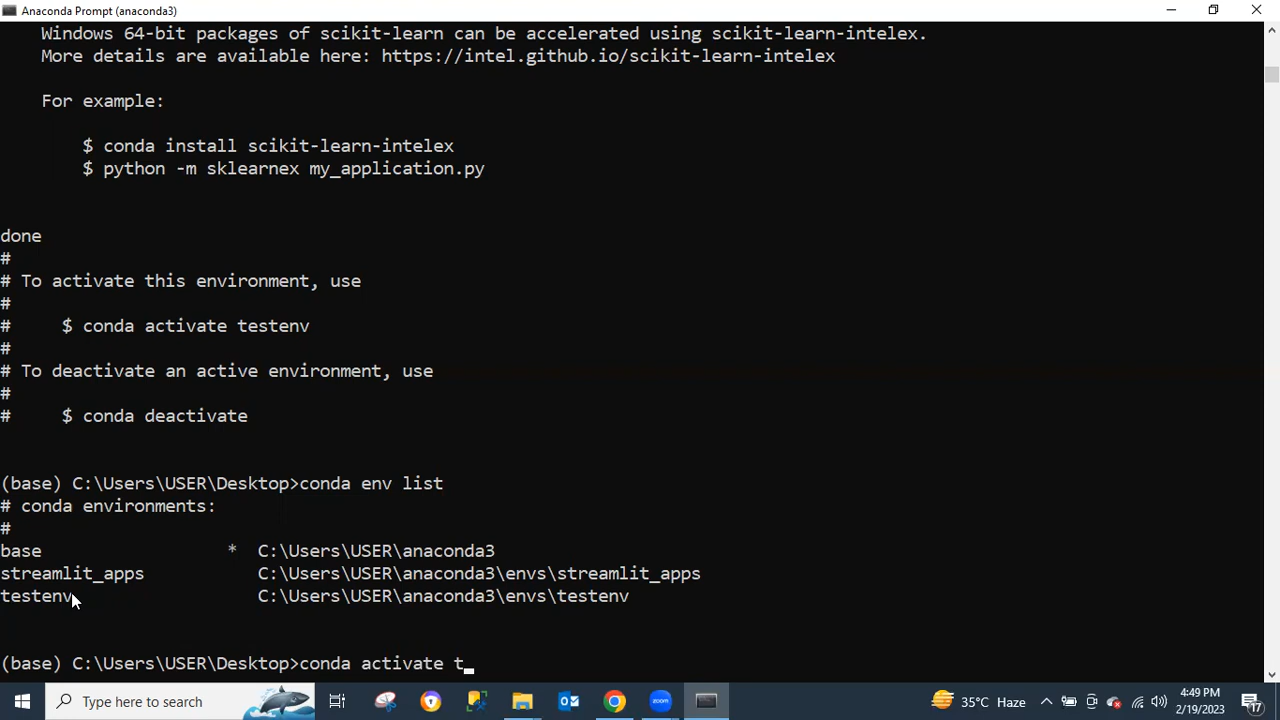 Anaconda Prompt (anaconda3)
Windows 64-bit packages of scikit-learn can be accelerated using scikit-learn-intelex.
More details are available here: https://intel.github.io/scikit-learn-intelex
For example:
$ conda install scikit-learn-intelex
$ python -m sklearnex my_application.py
done
#
# To activate this environment, use
#
#     $ conda activate testenv
#
# To deactivate an active environment, use
#
#     $ conda deactivate
(base) C:\Users\USER\Desktop>conda env list
# conda environments:
#
base                  *  C:\Users\USER\anaconda3
streamlit_apps           C:\Users\USER\anaconda3\envs\streamlit_apps
testenv                  C:\Users\USER\anaconda3\envs\testenv
(base) C:\Users\USER\Desktop>conda activate t_
Type here to search
zoom
35°C Haze
4:49 PM
2/19/2023
17